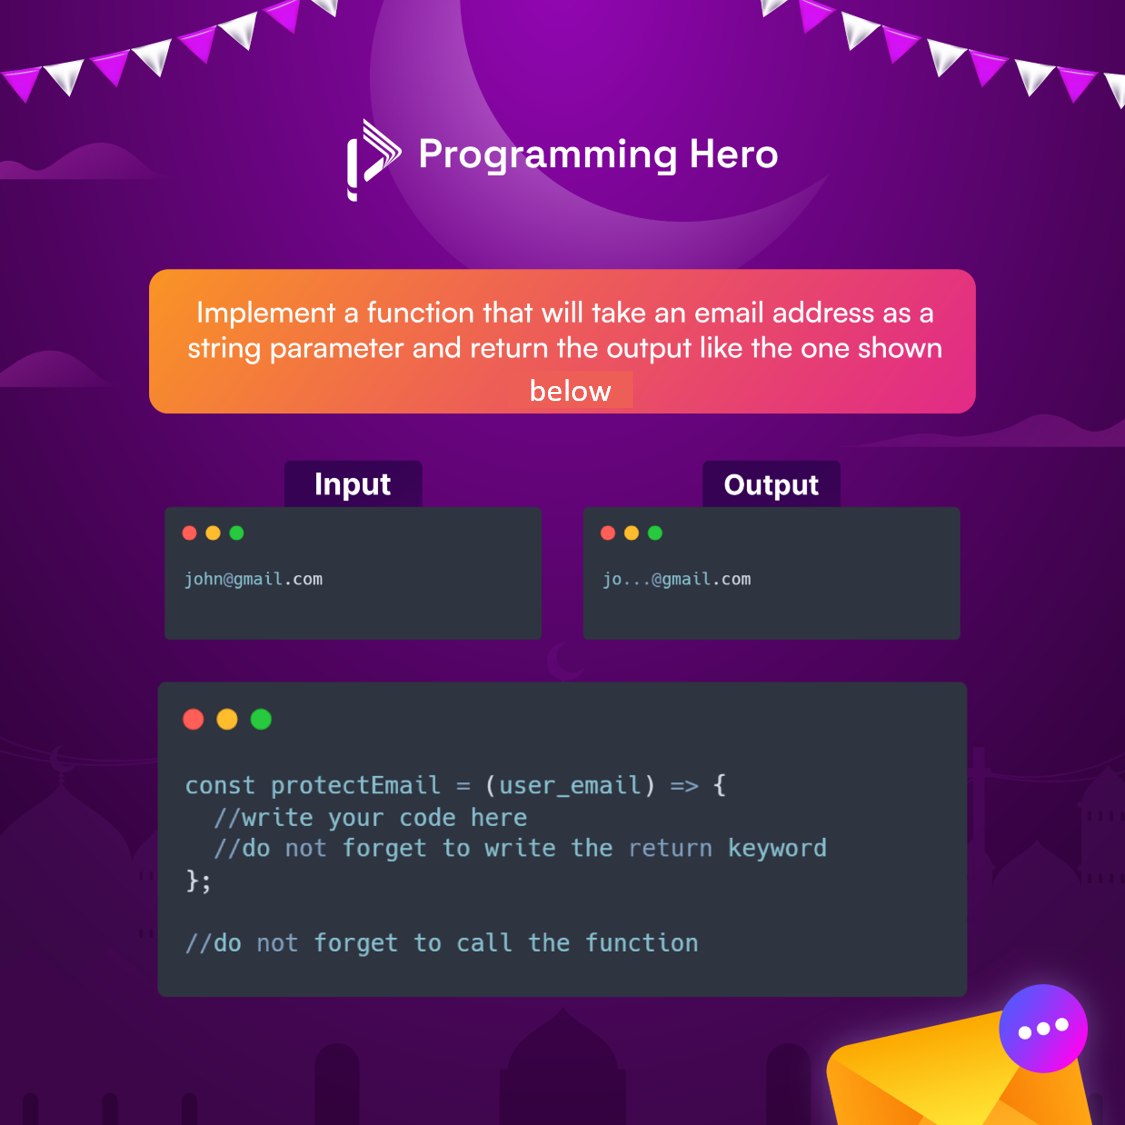 Programming Hero
Implement a function that will take an email address as a
string parameter and return the output like the one shown
below
Input
Output
john@gmail.com
jo...@gmail.com
const protectEmail = (user_email) => {
  //write your code here
  //do not forget to write the return keyword
};
//do not forget to call the function